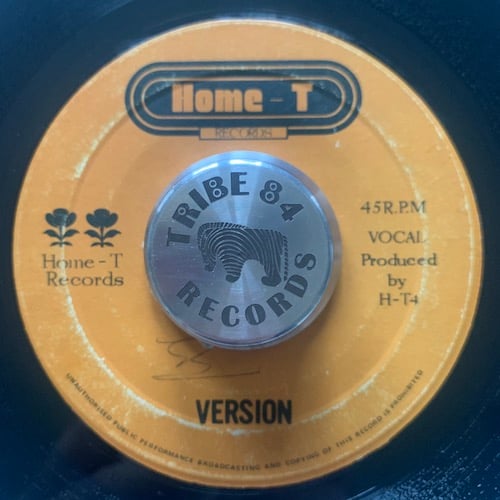 Home-T
RECORDS
TRIBE 84
RECORDS
Home-T
Records
45 R.P.M
VOCAL
Produced
by
H-T4
VERSION
UNAUTHORISED PUBLIC PERFORMANCE BROADCASTING AND COPYING OF THIS RECORD IS PROHIBITED